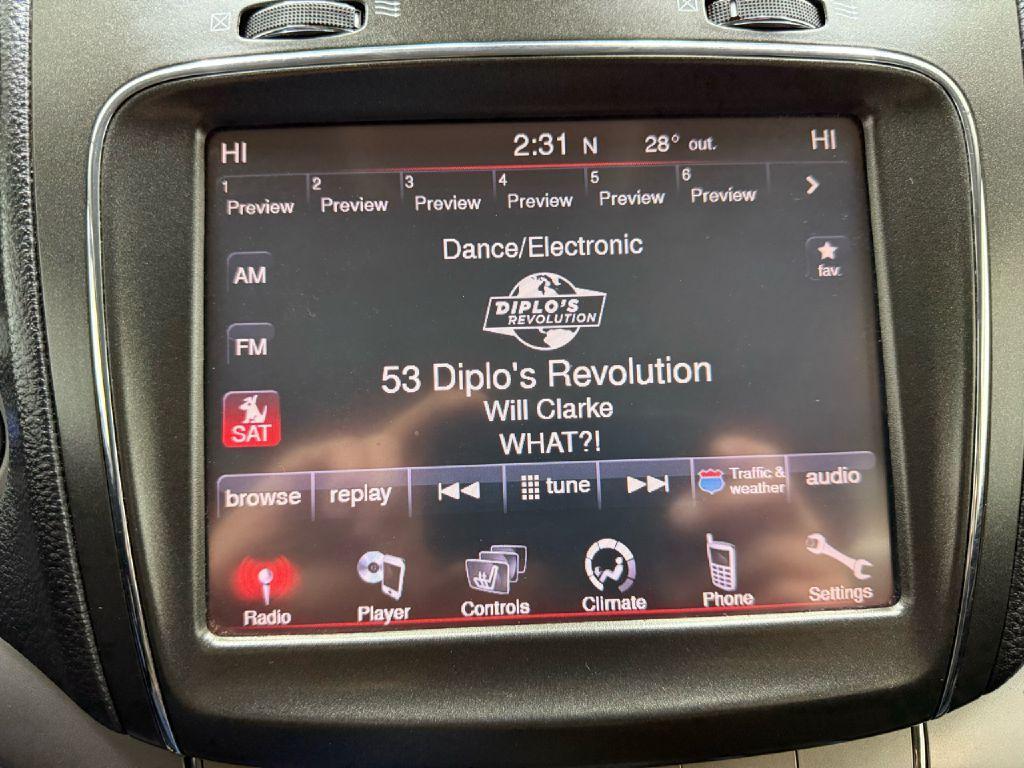 HI 2:31 N 28° out. HI
1 Preview 2 Preview 3 Preview 4 Preview 5 Preview 6 Preview
Dance/Electronic
fav.
AM
DIPLO'S
REVOLUTION
FM
53 Diplo's Revolution
Will Clarke
SAT
WHAT?!
browse replay tune Traffic & weather audio
Radio Player Controls Climate Phone Settings